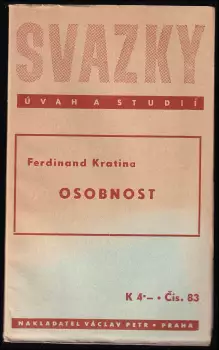 SVAZKY
ÚVAH A STUDIÍ
Ferdinand Kratina
OSOBNOST
K 4·– • Čís. 83
NAKLADATEL VÁCLAV PETR • PRAHA